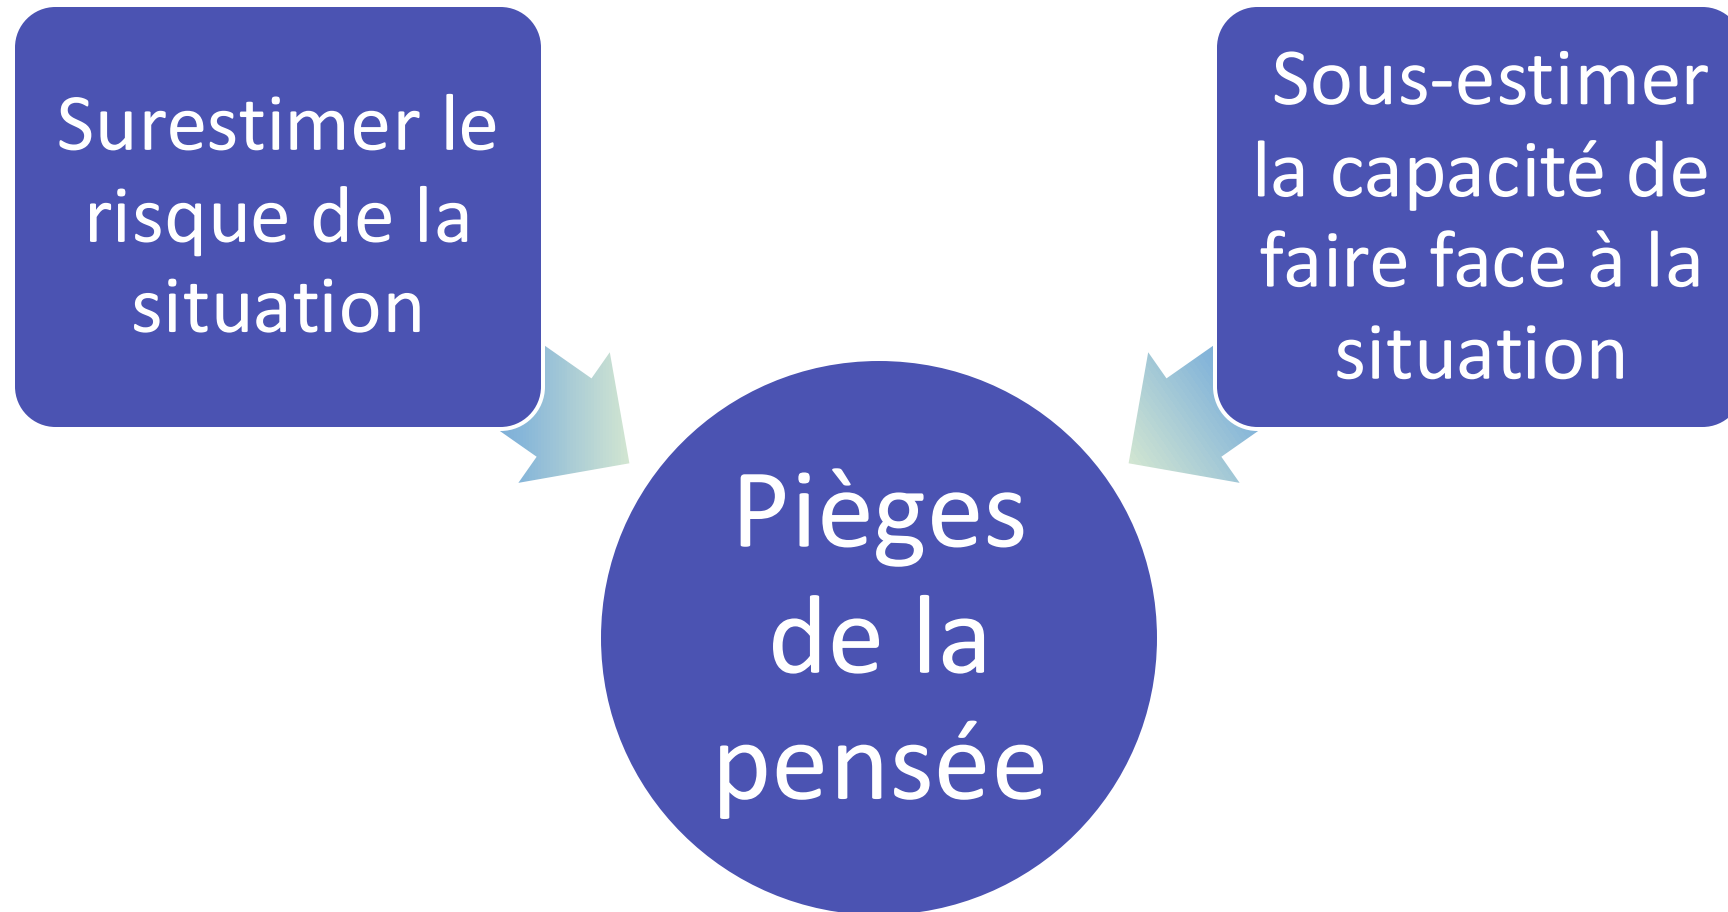 Surestimer le
risque de la
situation
Sous-estimer
la capacité de
faire face à la
situation
Pièges
de la
pensée